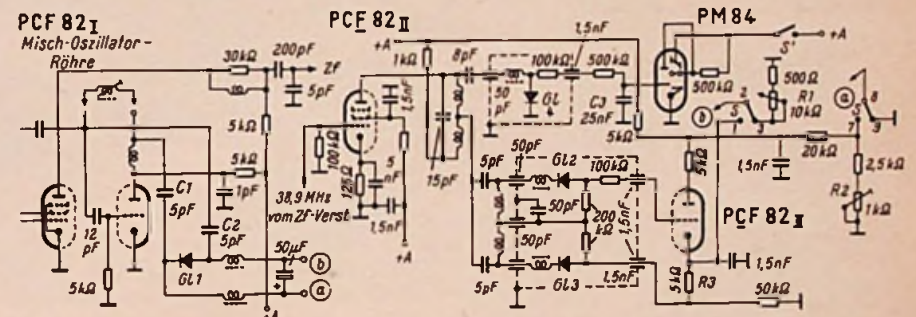 PCF 82 I
Misch-Oszillator-
Röhre
30kΩ
200pF
Zf
5pF
5kΩ
5kΩ
1pF
C1
5pF
C2
5pF
12
pF
5kΩ
Gl1
50µF
b
a
+A
PCF 82 II
+A
1kΩ
8pF
1,5nF
100kΩ
12kΩ
5
nF
1,5nF
+A
38,9 MHz
vom Zf-Verst.
15pF
50
pF
100kΩ
1,5nF
Gl
500kΩ
C3
25nF
PM84
500kΩ
S'
+A
5kΩ
5pF
50pF
Gl2
100kΩ
50pF
200
kΩ
1,5nF
50pF
5pF
Gl3
1,5nF
5kΩ
PCF 82 II
5kΩ
R3
1,5nF
50kΩ
b
S
1
2
3
500Ω
R1
10kΩ
1,5nF
20kΩ
a
S
7
8
9
2,5kΩ
R2
1kΩ